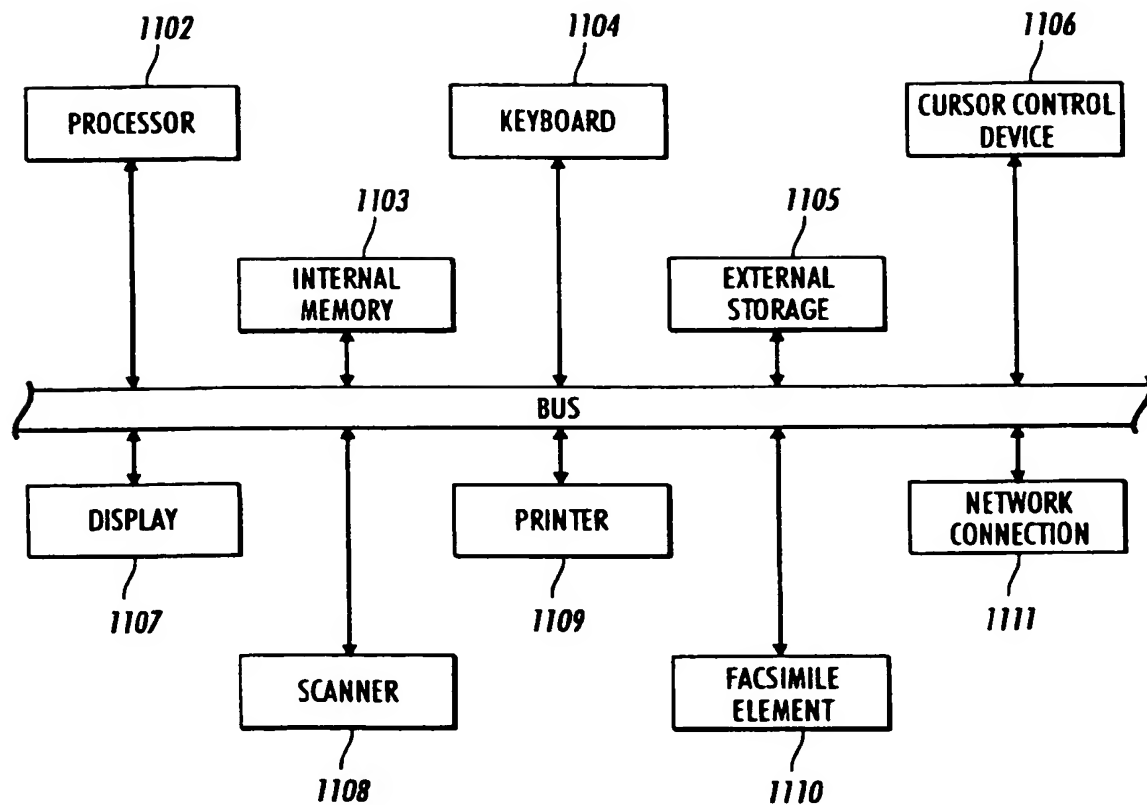 1102
1104
1106
PROCESSOR
KEYBOARD
CURSOR CONTROL
DEVICE
1103
1105
INTERNAL
MEMORY
EXTERNAL
STORAGE
BUS
DISPLAY
PRINTER
NETWORK
CONNECTION
1107
1109
1111
SCANNER
FACSIMILE
ELEMENT
1108
1110